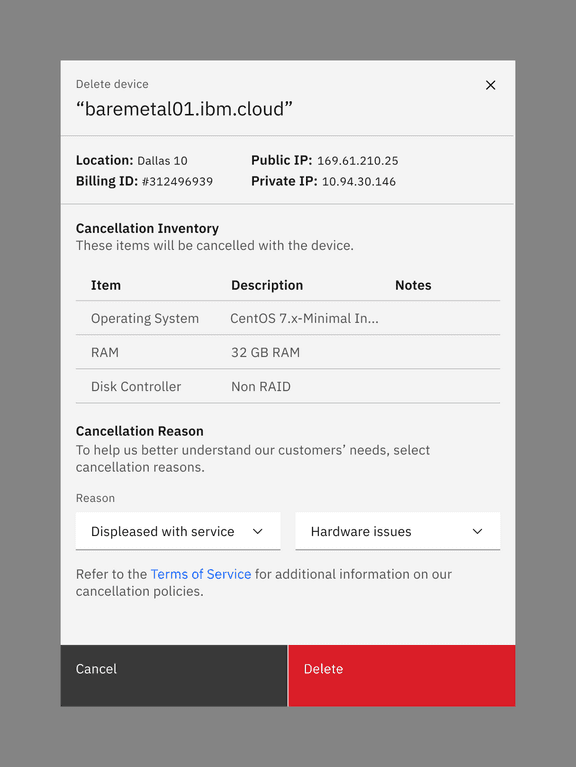 Delete device
“baremetal01.ibm.cloud”
Location: Dallas 10 Public IP: 169.61.210.25
Billing ID: #312496939 Private IP: 10.94.30.146
Cancellation Inventory
These items will be cancelled with the device.
Item Description Notes
Operating System CentOS 7.x-Minimal In...
RAM 32 GB RAM
Disk Controller Non RAID
Cancellation Reason
To help us better understand our customers’ needs, select
cancellation reasons.
Reason
Displeased with service Hardware issues
Refer to the Terms of Service for additional information on our
cancellation policies.
Cancel Delete